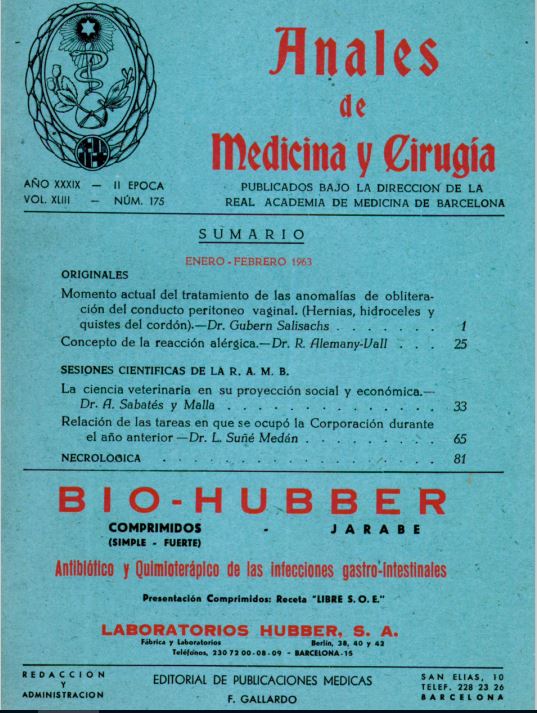 Anales
de
Medicina y Cirugía
AÑO XXXIX — II EPOCA
VOL. XLIII — NÚM. 175
PUBLICADOS BAJO LA DIRECCION DE LA
REAL ACADEMIA DE MEDICINA DE BARCELONA
SUMARIO
ENERO - FEBRERO 1963
ORIGINALES
Momento actual del tratamiento de las anomalías de oblitera-
ción del conducto peritoneo vaginal. (Hernias, hidroceles y
quistes del cordón).—Dr. Gubern Salisachs . . . . . . . 1
Concepto de la reacción alérgica.—Dr. R. Alemany-Vall . . . 25
SESIONES CIENTIFICAS DE LA R. A. M. B.
La ciencia veterinaria en su proyección social y económica.—
Dr. A. Sabatés y Malla . . . . . . . . . . . . . 33
Relación de las tareas en que se ocupó la Corporación durante
el año anterior —Dr. L. Suñé Medán . . . . . . . . . 65
NECROLOGICA . . . . . . . . . . . . . . . 81
BIO-HUBBER
COMPRIMIDOS - JARABE
(SIMPLE - FUERTE)
Antibiótico y Quimioterápico de las infecciones gastro-intestinales
Presentación Comprimidos: Receta "LIBRE S.O.E."
LABORATORIOS HUBBER, S. A.
Fábrica y Laboratorios Berlín, 38, 40 y 42
Teléfonos, 230 72 00-08-09 - BARCELONA-15
REDACCION
Y
ADMINISTRACION
EDITORIAL DE PUBLICACIONES MEDICAS
F. GALLARDO
SAN ELIAS, 10
TELEF. 228 23 26
BARCELONA